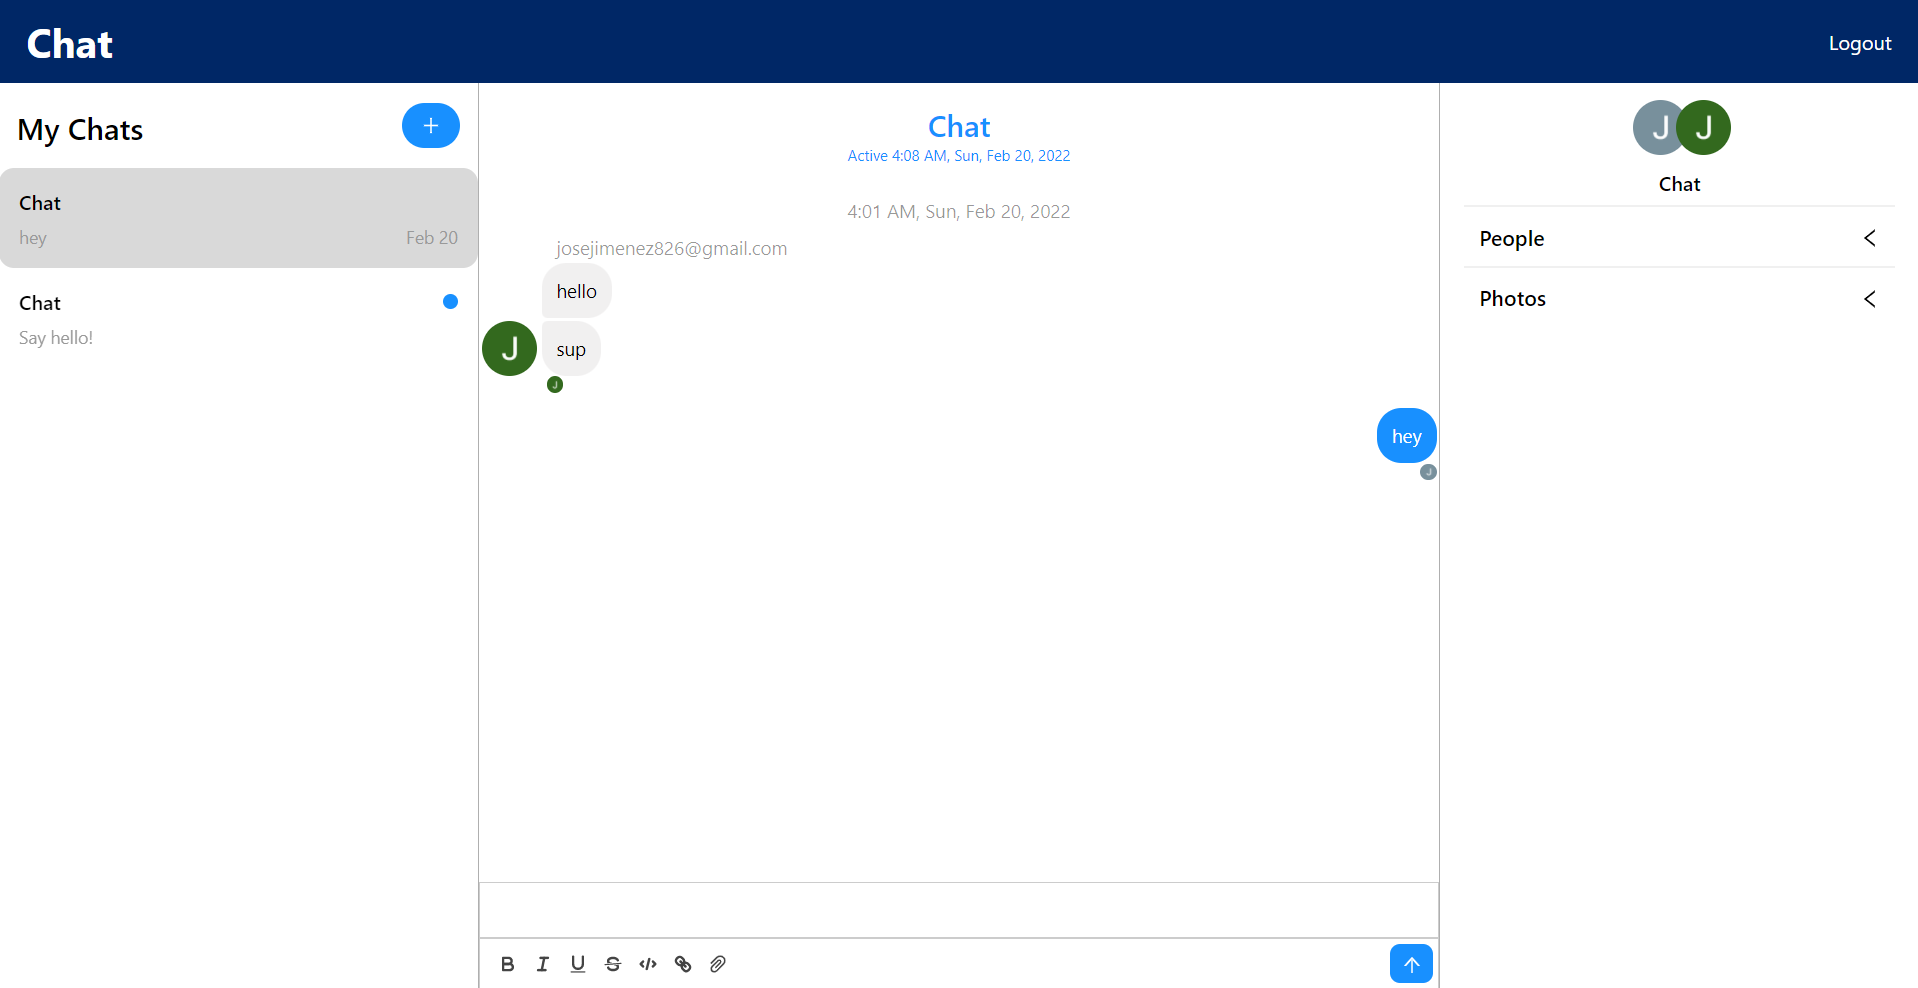 Chat
Logout
My Chats
+
Chat
hey Feb 20
Chat
Say hello!
Chat
Active 4:08 AM, Sun, Feb 20, 2022
4:01 AM, Sun, Feb 20, 2022
josejimenez826@gmail.com
hello
J
sup
J
hey
J
B I U S </>
J J
Chat
People
Photos